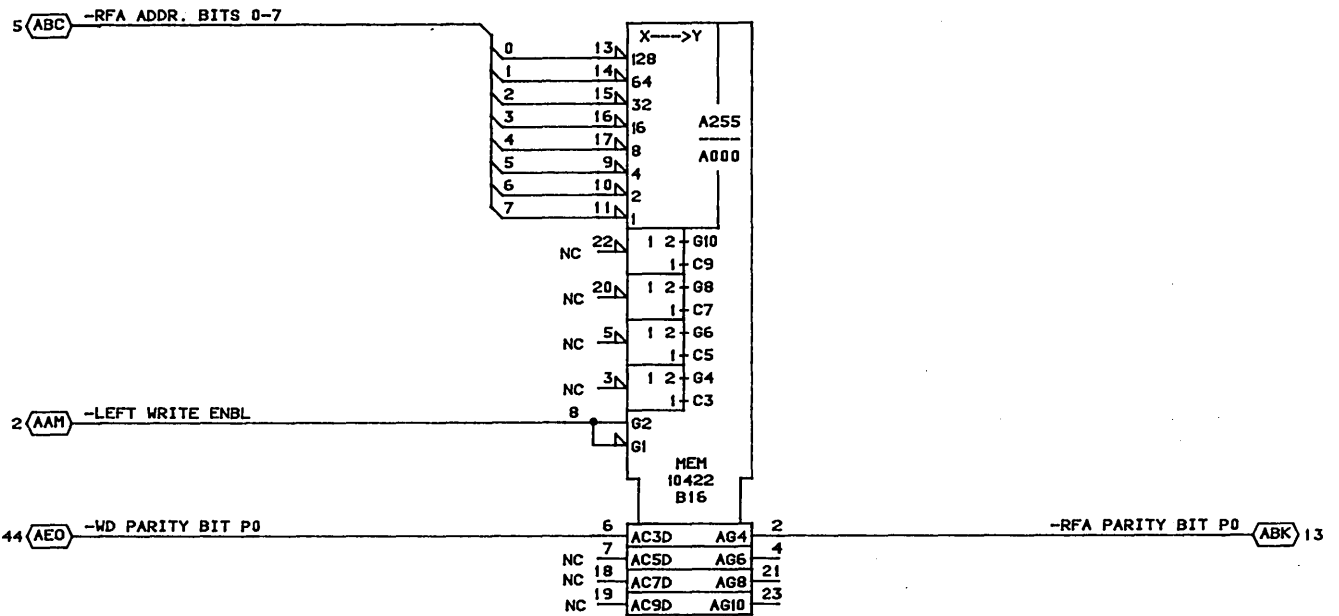 5 ABC -RFA ADDR. BITS 0-7
X---->Y
0 13 128
1 14 64
2 15 32
3 16 16
4 17 8
5 9 4
6 10 2
7 11 1
A255
A000
NC 22 1 2 G10
1 C9
NC 20 1 2 G8
1 C7
NC 5 1 2 G6
1 C5
NC 3 1 2 G4
1 C3
2 AAM -LEFT WRITE ENBL 8 G2
G1
MEM
10422
B16
44 AEO -WD PARITY BIT P0 6 AC3D AG4 2 -RFA PARITY BIT P0 ABK 13
NC 7 AC5D AG6 4
NC 18 AC7D AG8 21
NC 19 AC9D AG10 23